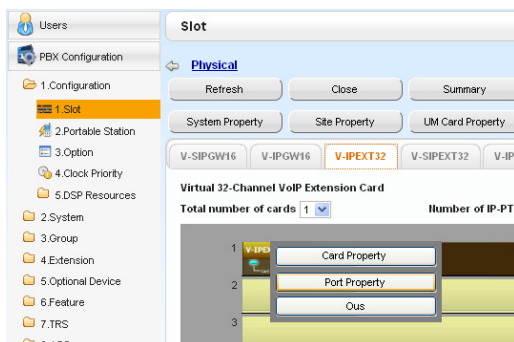 Users
PBX Configuration
1.Configuration
1.Slot
2.Portable Station
3.Option
4.Clock Priority
5.DSP Resources
2.System
3.Group
4.Extension
5.Optional Device
6.Feature
7.TRS
Slot
Physical
Refresh Close Summary
System Property Site Property UM Card Property
V-SIPGW16 V-IPGW16 V-IPEXT32 V-SIPEXT32 V-IP
Virtual 32-Channel VoIP Extension Card
Total number of cards 1 Number of IP-PT
1 V-IPE
Card Property
2 Port Property
Ous
3